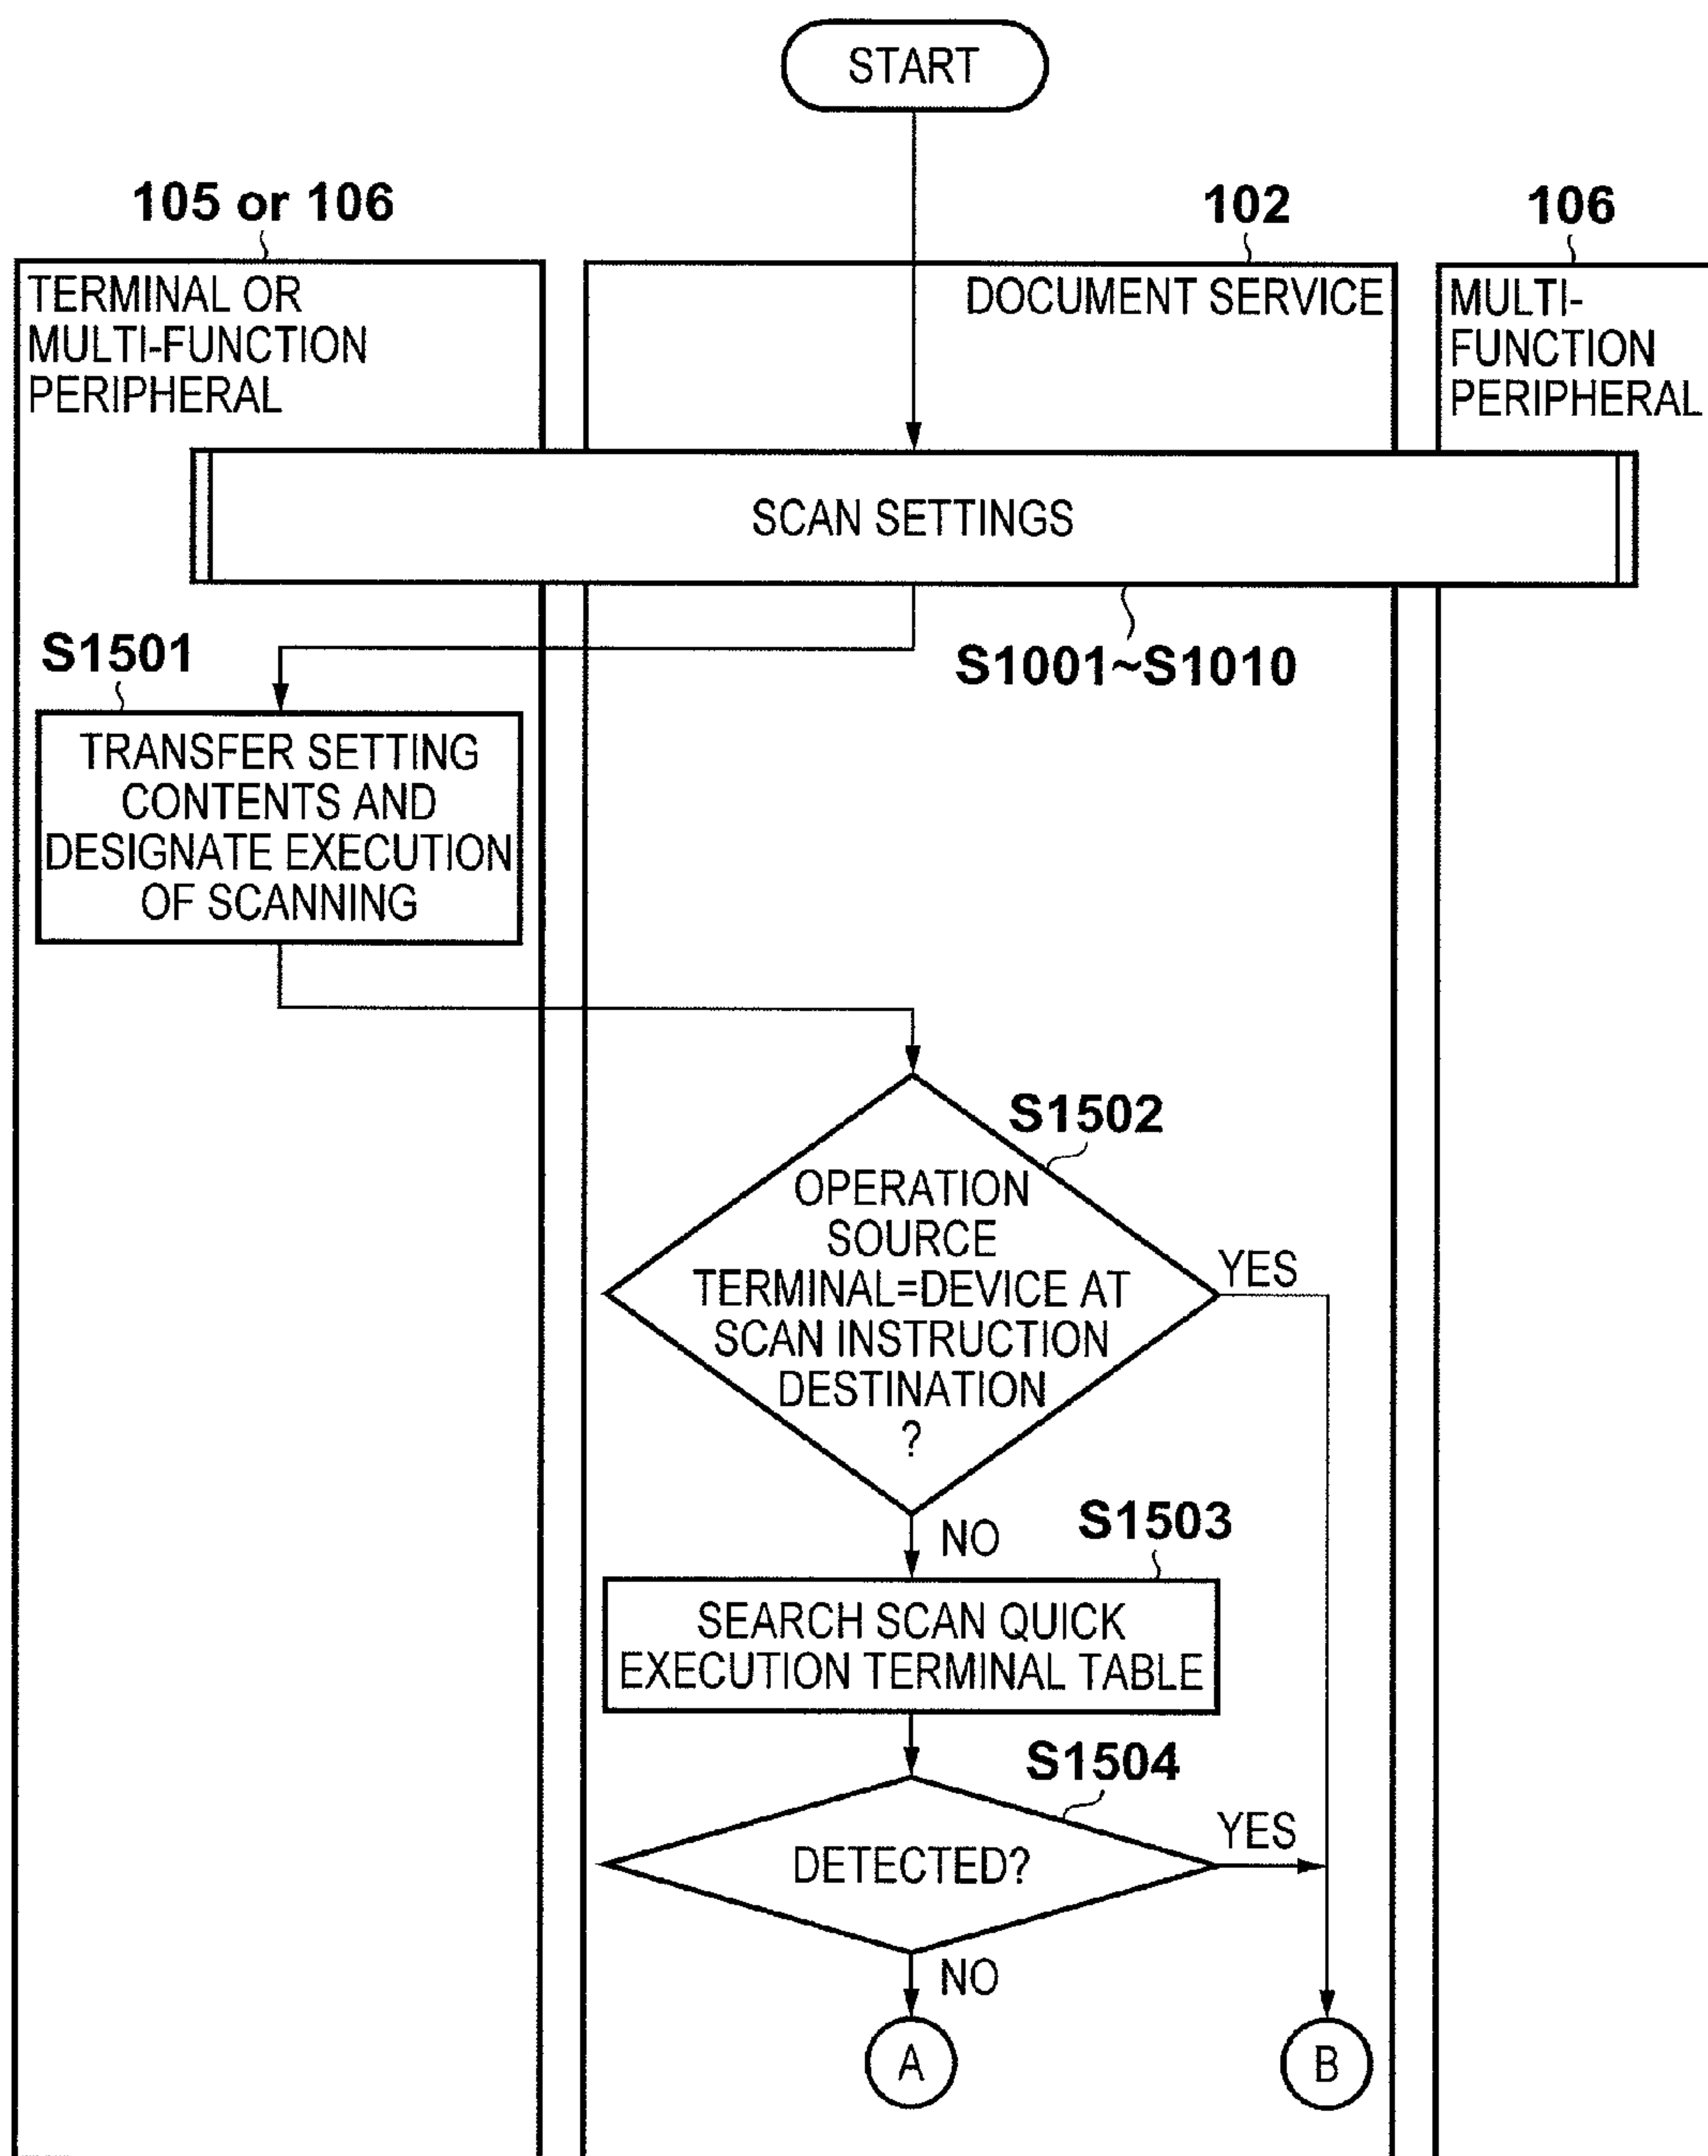 START
105 or 106
102
106
TERMINAL OR
MULTI-FUNCTION
PERIPHERAL
DOCUMENT SERVICE
MULTI-
FUNCTION
PERIPHERAL
SCAN SETTINGS
S1001~S1010
S1501
TRANSFER SETTING
CONTENTS AND
DESIGNATE EXECUTION
OF SCANNING
S1502
OPERATION
SOURCE
TERMINAL=DEVICE AT
SCAN INSTRUCTION
DESTINATION
?
YES
NO
S1503
SEARCH SCAN QUICK
EXECUTION TERMINAL TABLE
S1504
DETECTED?
YES
NO
A
B